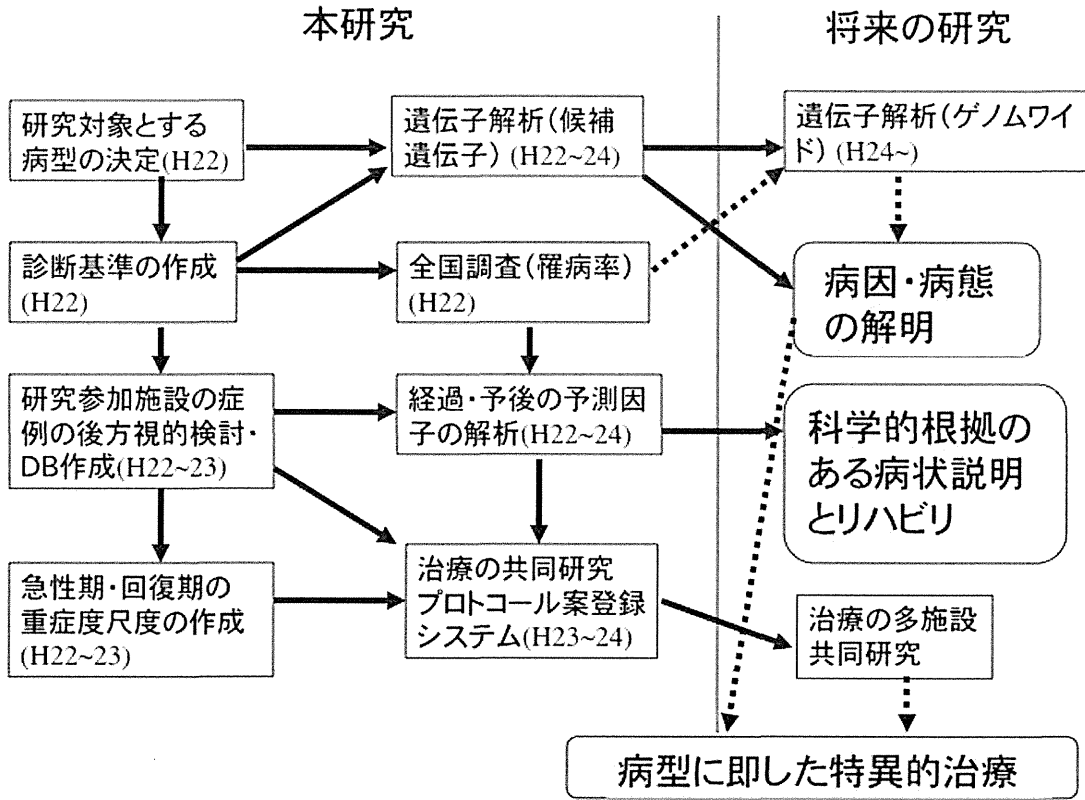 本研究
将来の研究
研究対象とする
病型の決定(H22)
遺伝子解析(候補
遺伝子) (H22~24)
遺伝子解析(ゲノムワイ
ド) (H24~)
診断基準の作成
(H22)
全国調査(罹病率)
(H22)
病因・病態
の解明
研究参加施設の症
例の後方視的検討・
DB作成(H22~23)
経過・予後の予測因
子の解析(H22~24)
科学的根拠の
ある病状説明
とリハビリ
急性期・回復期の
重症度尺度の作成
(H22~23)
治療の共同研究
プロトコール案登録
システム(H23~24)
治療の多施設
共同研究
病型に即した特異的治療